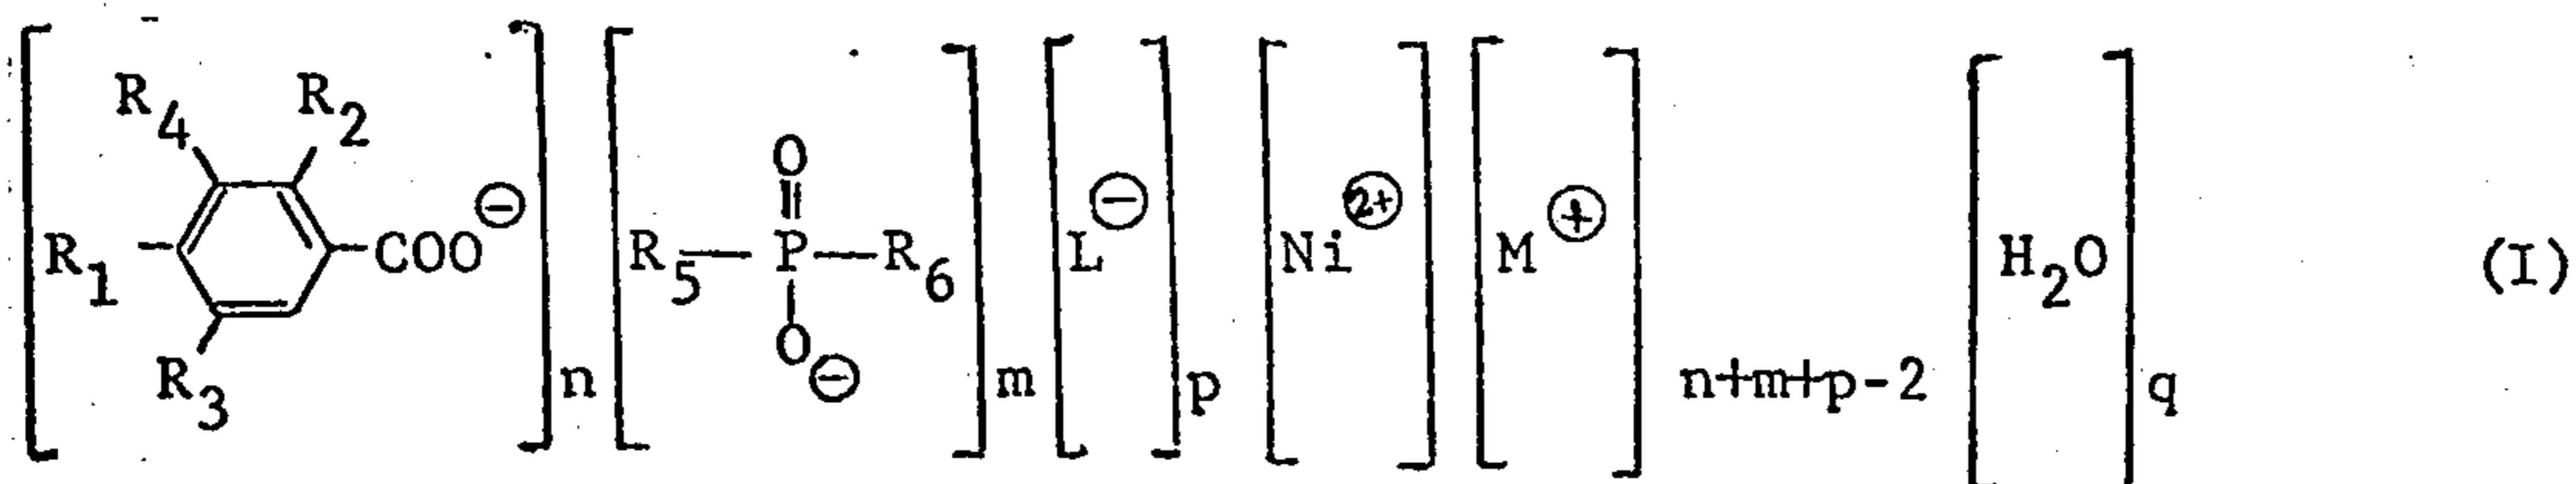 [R₄ R₂ R₁ COO⊖ R₃]n [R₅—P(=O)(O⊖)—R₆]m [L⊖]p [Ni²⁺] [M⁺]n+m+p-2 [H₂O]q (I)